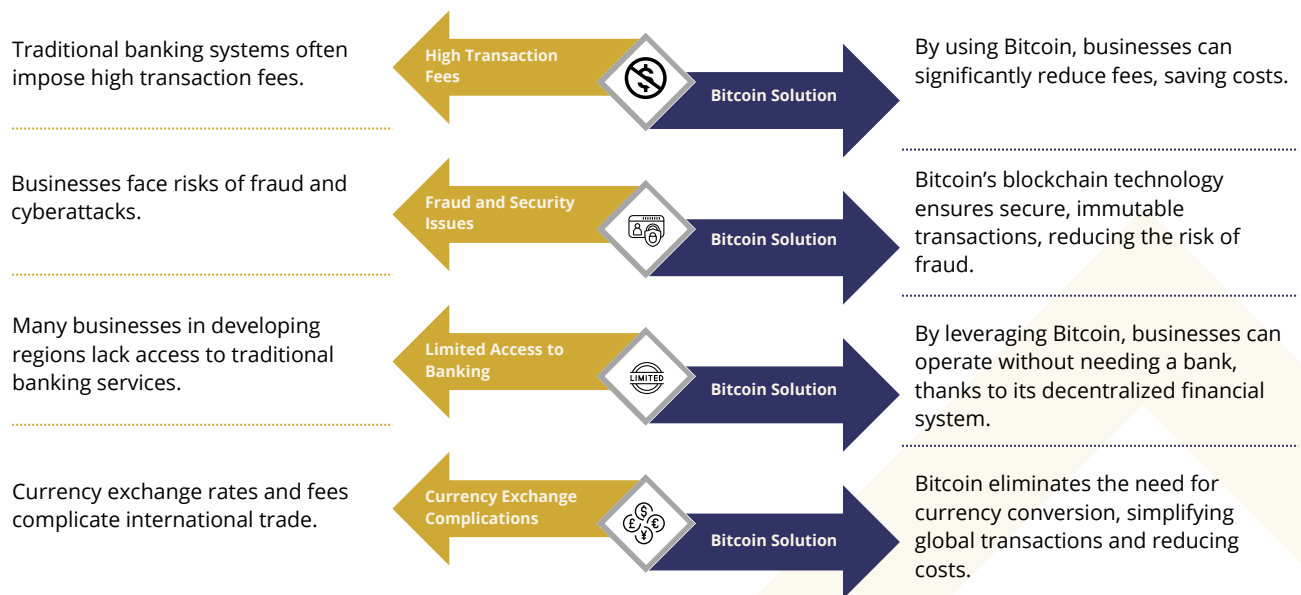 Traditional banking systems often
impose high transaction fees.
High Transaction
Fees
Bitcoin Solution
By using Bitcoin, businesses can
significantly reduce fees, saving costs.
Businesses face risks of fraud and
cyberattacks.
Fraud and Security
Issues
Bitcoin Solution
Bitcoin’s blockchain technology
ensures secure, immutable
transactions, reducing the risk of
fraud.
Many businesses in developing
regions lack access to traditional
banking services.
Limited Access to
Banking
LIMITED
Bitcoin Solution
By leveraging Bitcoin, businesses can
operate without needing a bank,
thanks to its decentralized financial
system.
Currency exchange rates and fees
complicate international trade.
Currency Exchange
Complications
$
£ €
¥
Bitcoin Solution
Bitcoin eliminates the need for
currency conversion, simplifying
global transactions and reducing
costs.